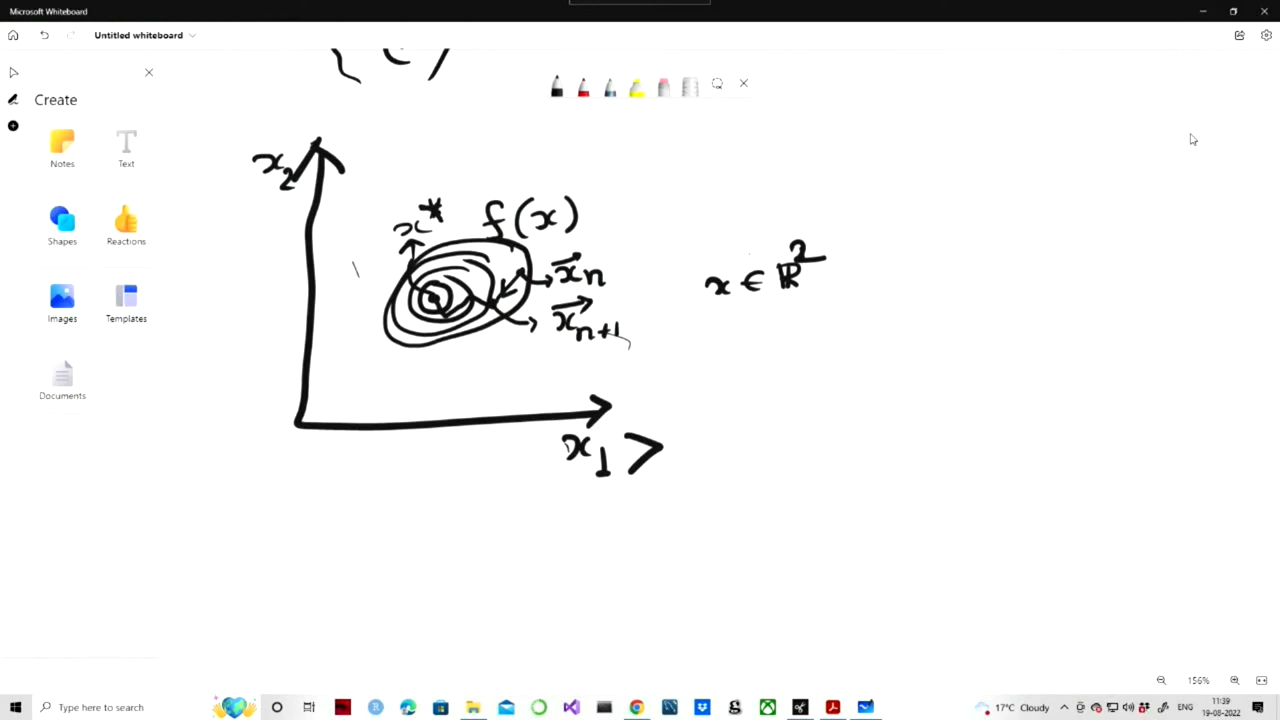 Microsoft Whiteboard
Untitled whiteboard
Create
Notes
Text
Shapes
Reactions
Images
Templates
Documents
x₂
x*
f(x)
x⃗n
x⃗n+1
x ∈ ℝ²
x₁
156%
Type here to search
17°C Cloudy
11:39
19-08-2022